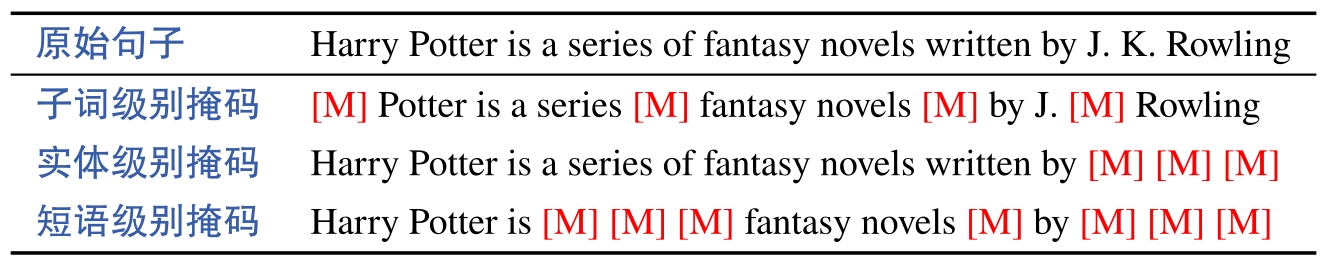 原始句子 Harry Potter is a series of fantasy novels written by J. K. Rowling
子词级别掩码 [M] Potter is a series [M] fantasy novels [M] by J. [M] Rowling
实体级别掩码 Harry Potter is a series of fantasy novels written by [M] [M] [M]
短语级别掩码 Harry Potter is [M] [M] [M] fantasy novels [M] by [M] [M] [M]